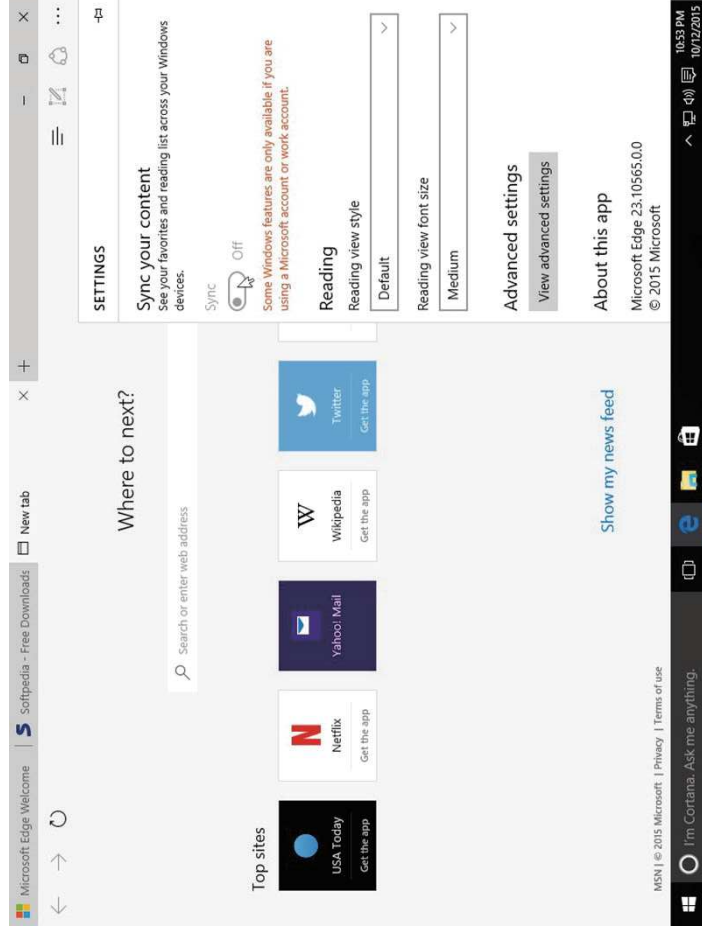 Microsoft Edge Welcome
Softpedia - Free Downloads
New tab
Where to next?
Search or enter web address
Top sites
USA Today
Get the app
Netflix
Get the app
Yahoo! Mail
Wikipedia
Get the app
Twitter
Get the app
Show my news feed
MSN | © 2015 Microsoft | Privacy | Terms of use
SETTINGS
Sync your content
See your favorites and reading list across your Windows
devices.
Sync
Off
Some Windows features are only available if you are
using a Microsoft account or work account.
Reading
Reading view style
Default
Reading view font size
Medium
Advanced settings
View advanced settings
About this app
Microsoft Edge 23.10565.0.0
© 2015 Microsoft
I'm Cortana. Ask me anything.
10:53 PM
10/12/2015